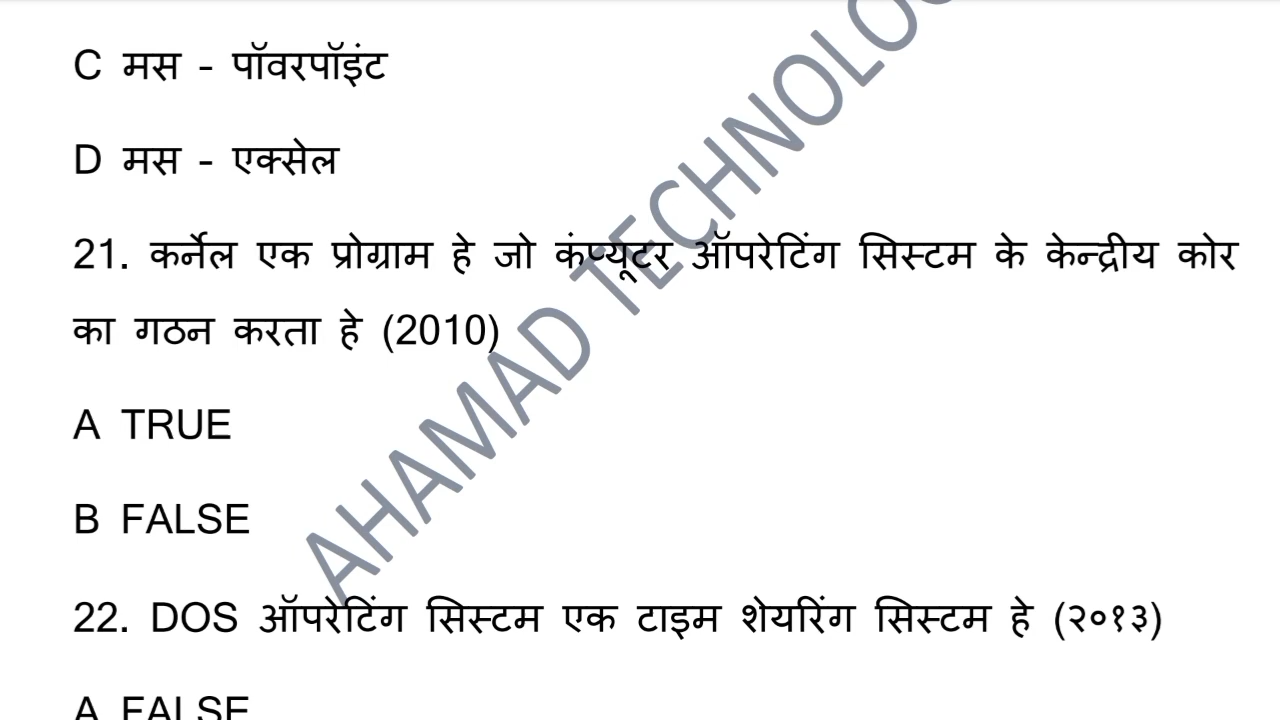 C मस - पॉवरपॉइंट
D मस - एक्सेल
21. कर्नेल एक प्रोग्राम हे जो कंप्यूटर ऑपरेटिंग सिस्टम के केन्द्रीय कोर
का गठन करता हे (2010)
A TRUE
B FALSE
22. DOS ऑपरेटिंग सिस्टम एक टाइम शेयरिंग सिस्टम हे (२०१३)
A FALSE
AHAMAD TECHNOLO